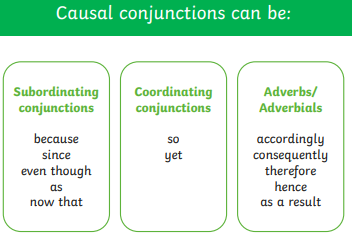 Causal conjunctions can be:
Subordinating
conjunctions
because
since
even though
as
now that
Coordinating
conjunctions
so
yet
Adverbs/
Adverbials
accordingly
consequently
therefore
hence
as a result